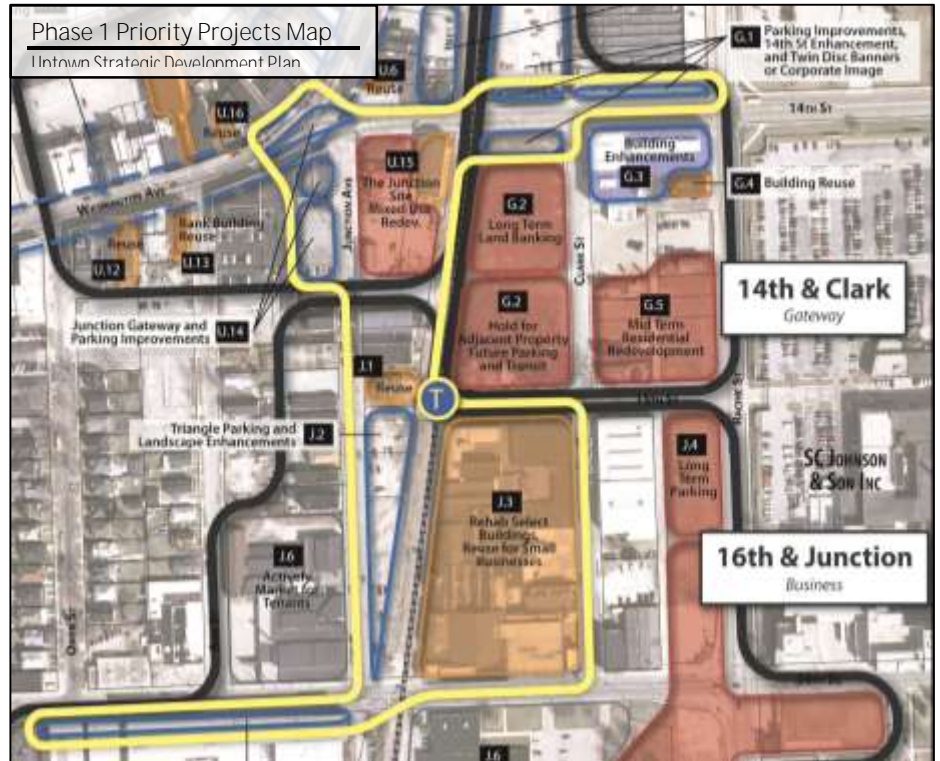 Phase 1 Priority Projects Map
Uptown Strategic Development Plan
U.6
Reuse
G.1
Parking Improvements,
14th St Enhancement,
and Twin Disc Banners
or Corporate Image
14th St
U.16
Reuse
Washington Ave
Junction Ave
U.15
The Junction
Site
Mixed Use
Redev.
Building
Enhancements
G.3
G.4
Building Reuse
G.2
Long Term
Land Banking
Clark St
Bank Building
Reuse
Reuse
U.12
U.13
14th & Clark
Gateway
Junction Gateway and
Parking Improvements
U.14
G.2
Hold for
Adjacent Property
Future Parking
and Transit
G.5
Mid Term
Residential
Redevelopment
J.1
Reuse
T
15th St
Racine St
Triangle Parking and
Landscape Enhancements
J.2
J.4
Long
Term
Parking
SC Johnson
& Son Inc
J.3
Rehab Select
Buildings,
Reuse for Small
Businesses
J.6
Actively
Market for
Tenants
16th & Junction
Business
J.6